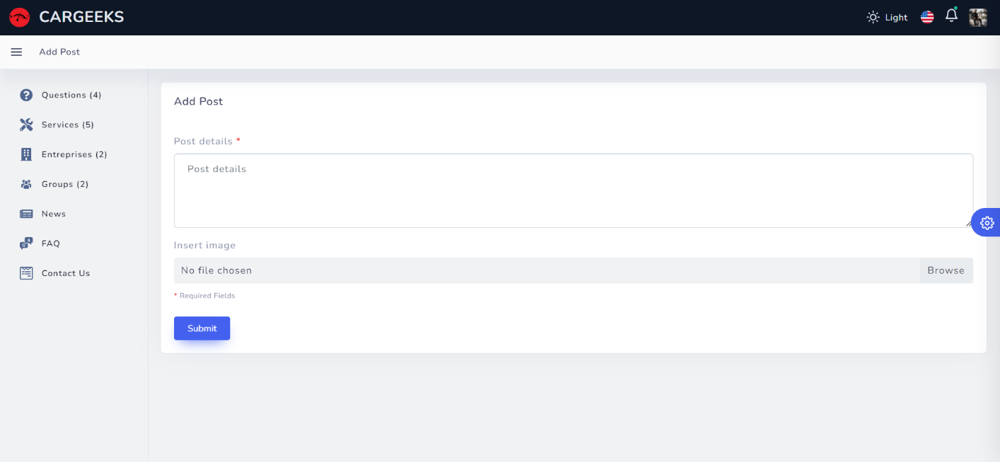 CARGEEKS
Light
Add Post
Questions (4)
Services (5)
Entreprises (2)
Groups (2)
News
FAQ
Contact Us
Add Post
Post details *
Post details
Insert image
No file chosen
Browse
* Required Fields
Submit